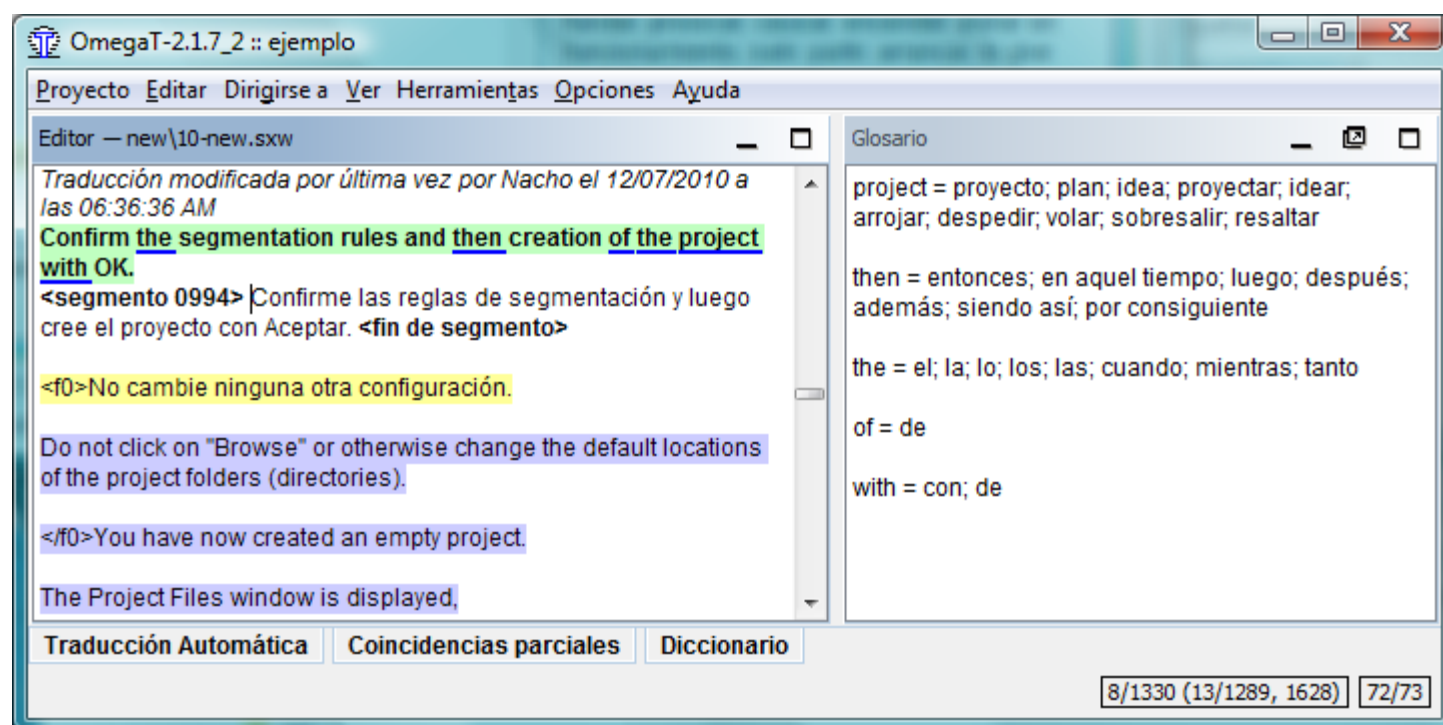 OmegaT-2.1.7_2 :: ejemplo
Proyecto Editar Dirigirse a Ver Herramientas Opciones Ayuda
Editor — new\10-new.sxw
Traducción modificada por última vez por Nacho el 12/07/2010 a
las 06:36:36 AM
Confirm the segmentation rules and then creation of the project
with OK.
<segmento 0994> Confirme las reglas de segmentación y luego
cree el proyecto con Aceptar. <fin de segmento>
<f0>No cambie ninguna otra configuración.
Do not click on "Browse" or otherwise change the default locations
of the project folders (directories).
</f0>You have now created an empty project.
The Project Files window is displayed,
Glosario
project = proyecto; plan; idea; proyectar; idear;
arrojar; despedir; volar; sobresalir; resaltar
then = entonces; en aquel tiempo; luego; después;
además; siendo así; por consiguiente
the = el; la; lo; los; las; cuando; mientras; tanto
of = de
with = con; de
Traducción Automática Coincidencias parciales Diccionario
8/1330 (13/1289, 1628) 72/73